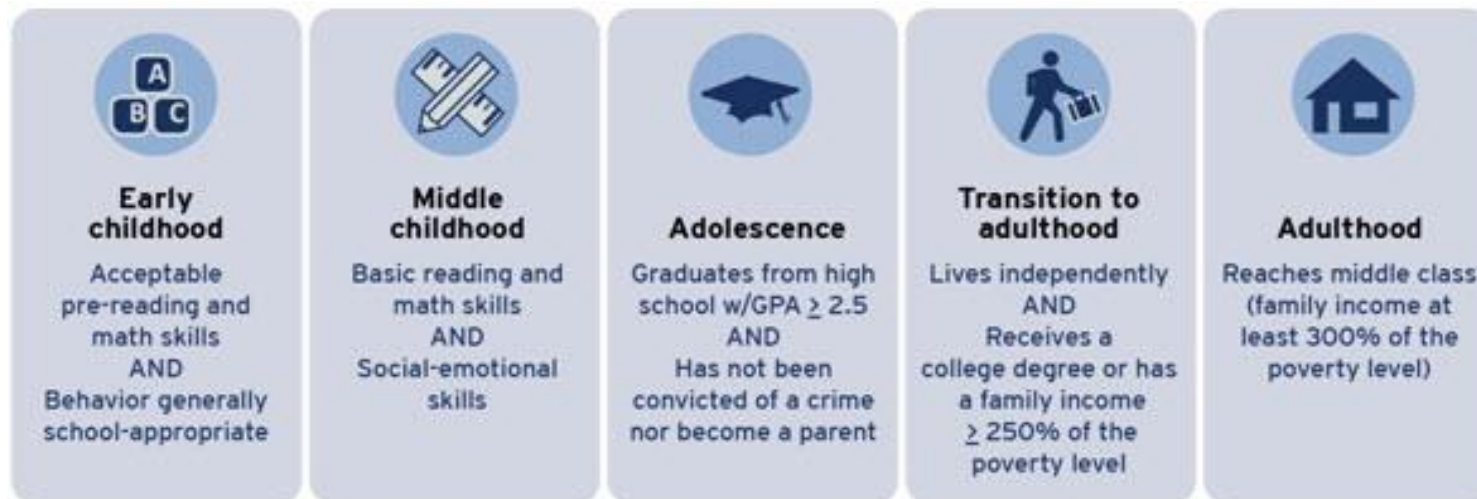 A
B C
Early
childhood
Acceptable
pre-reading and
math skills
AND
Behavior generally
school-appropriate
Middle
childhood
Basic reading and
math skills
AND
Social-emotional
skills
Adolescence
Graduates from high
school w/GPA ≥ 2.5
AND
Has not been
convicted of a crime
nor become a parent
Transition to
adulthood
Lives independently
AND
Receives a
college degree or has
a family income
≥ 250% of the
poverty level
Adulthood
Reaches middle class
(family income at
least 300% of the
poverty level)